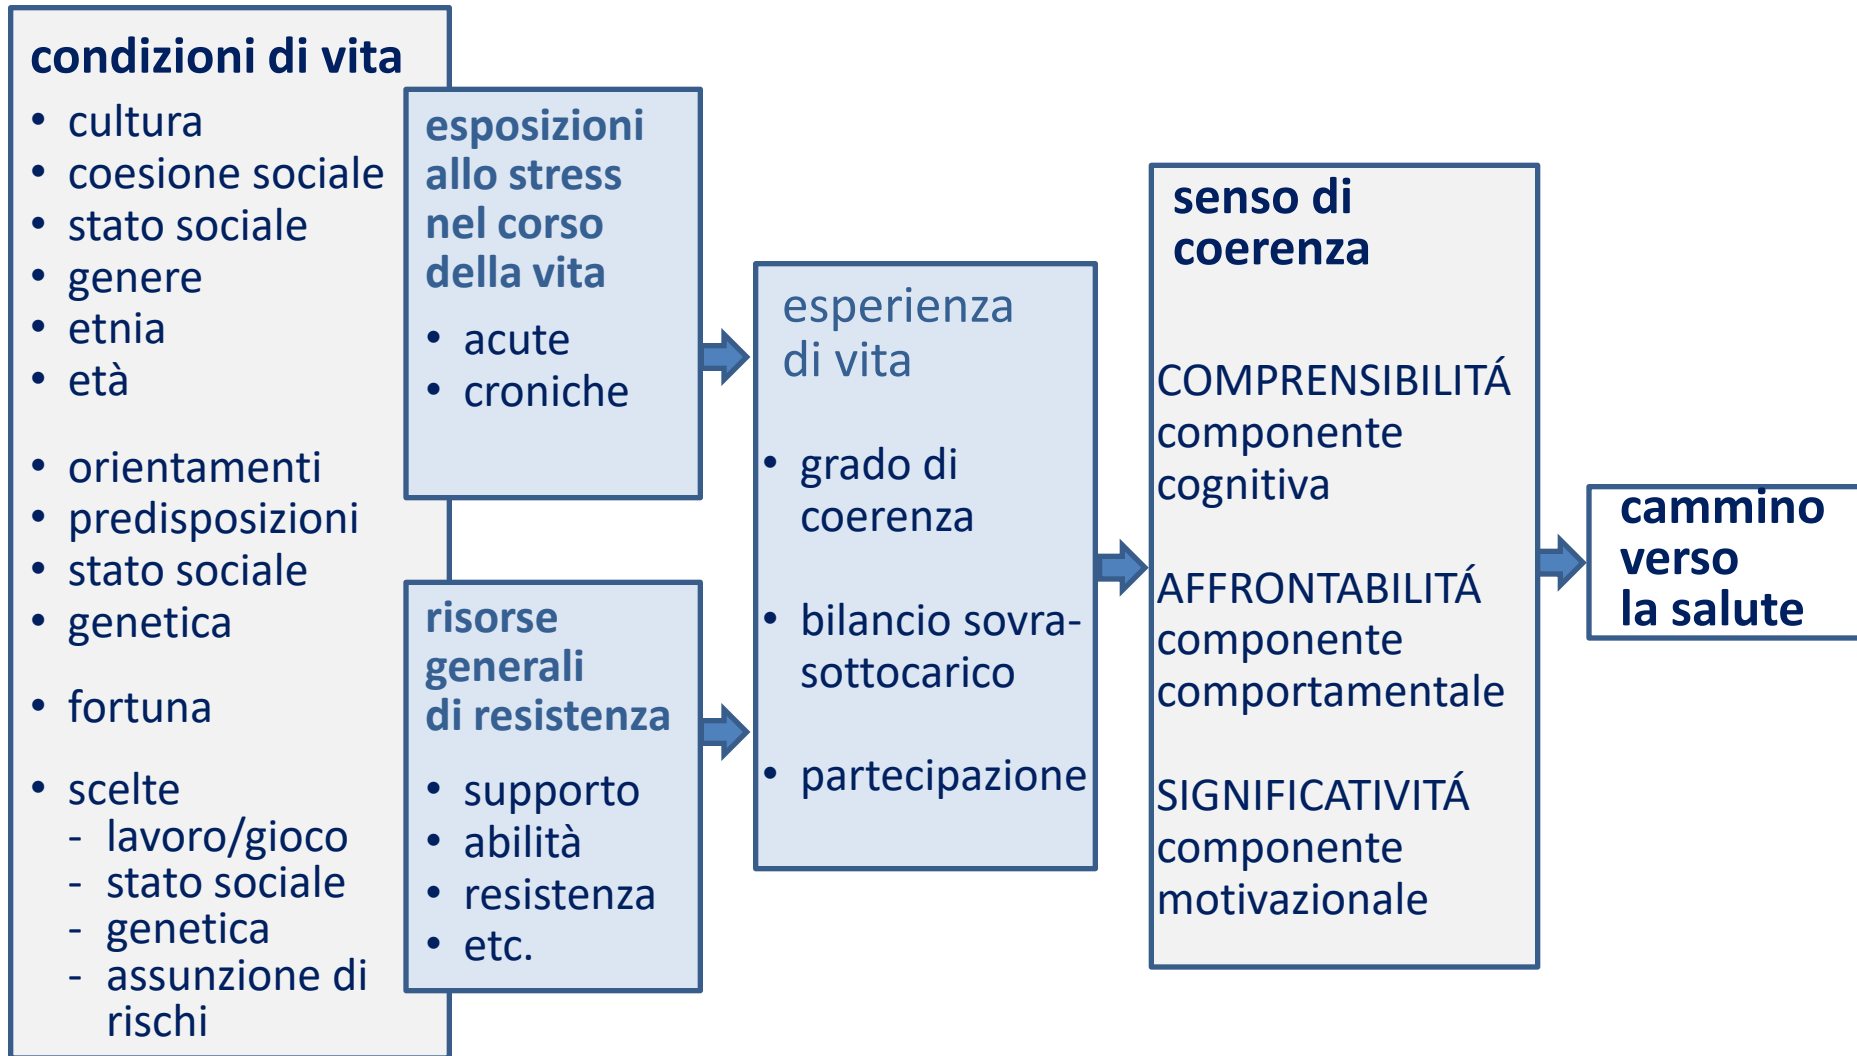 condizioni di vita
• cultura
• coesione sociale
• stato sociale
• genere
• etnia
• età
• orientamenti
• predisposizioni
• stato sociale
• genetica
• fortuna
• scelte
- lavoro/gioco
- stato sociale
- genetica
- assunzione di
rischi
esposizioni
allo stress
nel corso
della vita
• acute
• croniche
risorse
generali
di resistenza
• supporto
• abilità
• resistenza
• etc.
esperienza
di vita
• grado di
coerenza
• bilancio sovra-
sottocarico
• partecipazione
senso di
coerenza
COMPRENSIBILITÁ
componente
cognitiva
AFFRONTABILITÁ
componente
comportamentale
SIGNIFICATIVITÁ
componente
motivazionale
cammino
verso
la salute